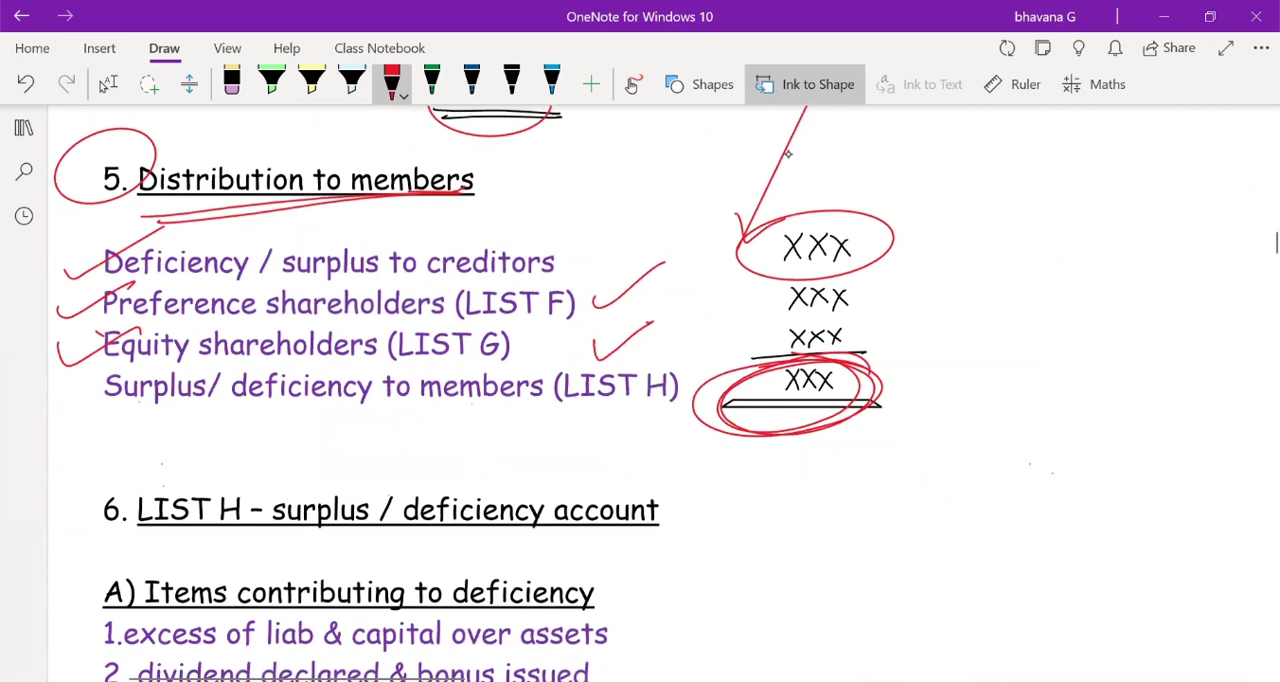 OneNote for Windows 10
bhavana G
Home Insert Draw View Help Class Notebook
Share
Shapes Ink to Shape Ink to Text Ruler Maths
5. Distribution to members
Deficiency / surplus to creditors XXX
Preference shareholders (LIST F) XXX
Equity shareholders (LIST G) XXX
Surplus/ deficiency to members (LIST H) XXX
6. LIST H – surplus / deficiency account
A) Items contributing to deficiency
1.excess of liab & capital over assets
2. dividend declared & bonus issued